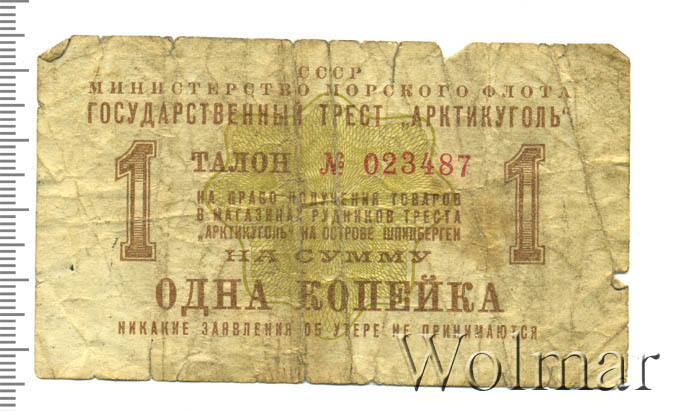 СССР
МИНИСТЕРСТВО МОРСКОГО ФЛОТА
ГОСУДАРСТВЕННЫЙ ТРЕСТ „АРКТИКУГОЛЬ"
1 ТАЛОН № 023487 1
НА ПРАВО ПОЛУЧЕНИЯ ТОВАРОВ
В МАГАЗИНАХ РУДНИКОВ ТРЕСТА
„АРКТИКУГОЛЬ" НА ОСТРОВЕ ШПИЦБЕРГЕН
НА СУММУ
ОДНА КОПЕЙКА
НИКАКИЕ ЗАЯВЛЕНИЯ ОБ УТЕРЕ НЕ ПРИНИМАЮТСЯ
Wolmar